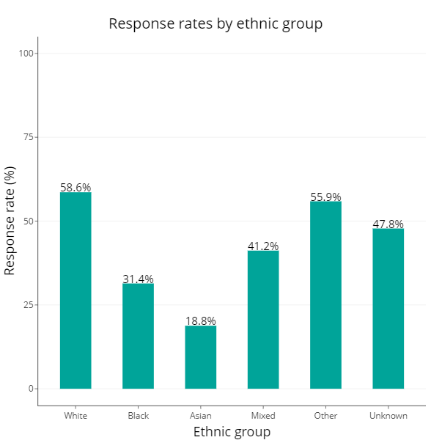 Response rates by ethnic group
100
75
50
25
0
Response rate (%)
58.6%
31.4%
18.8%
41.2%
55.9%
47.8%
White
Black
Asian
Mixed
Other
Unknown
Ethnic group